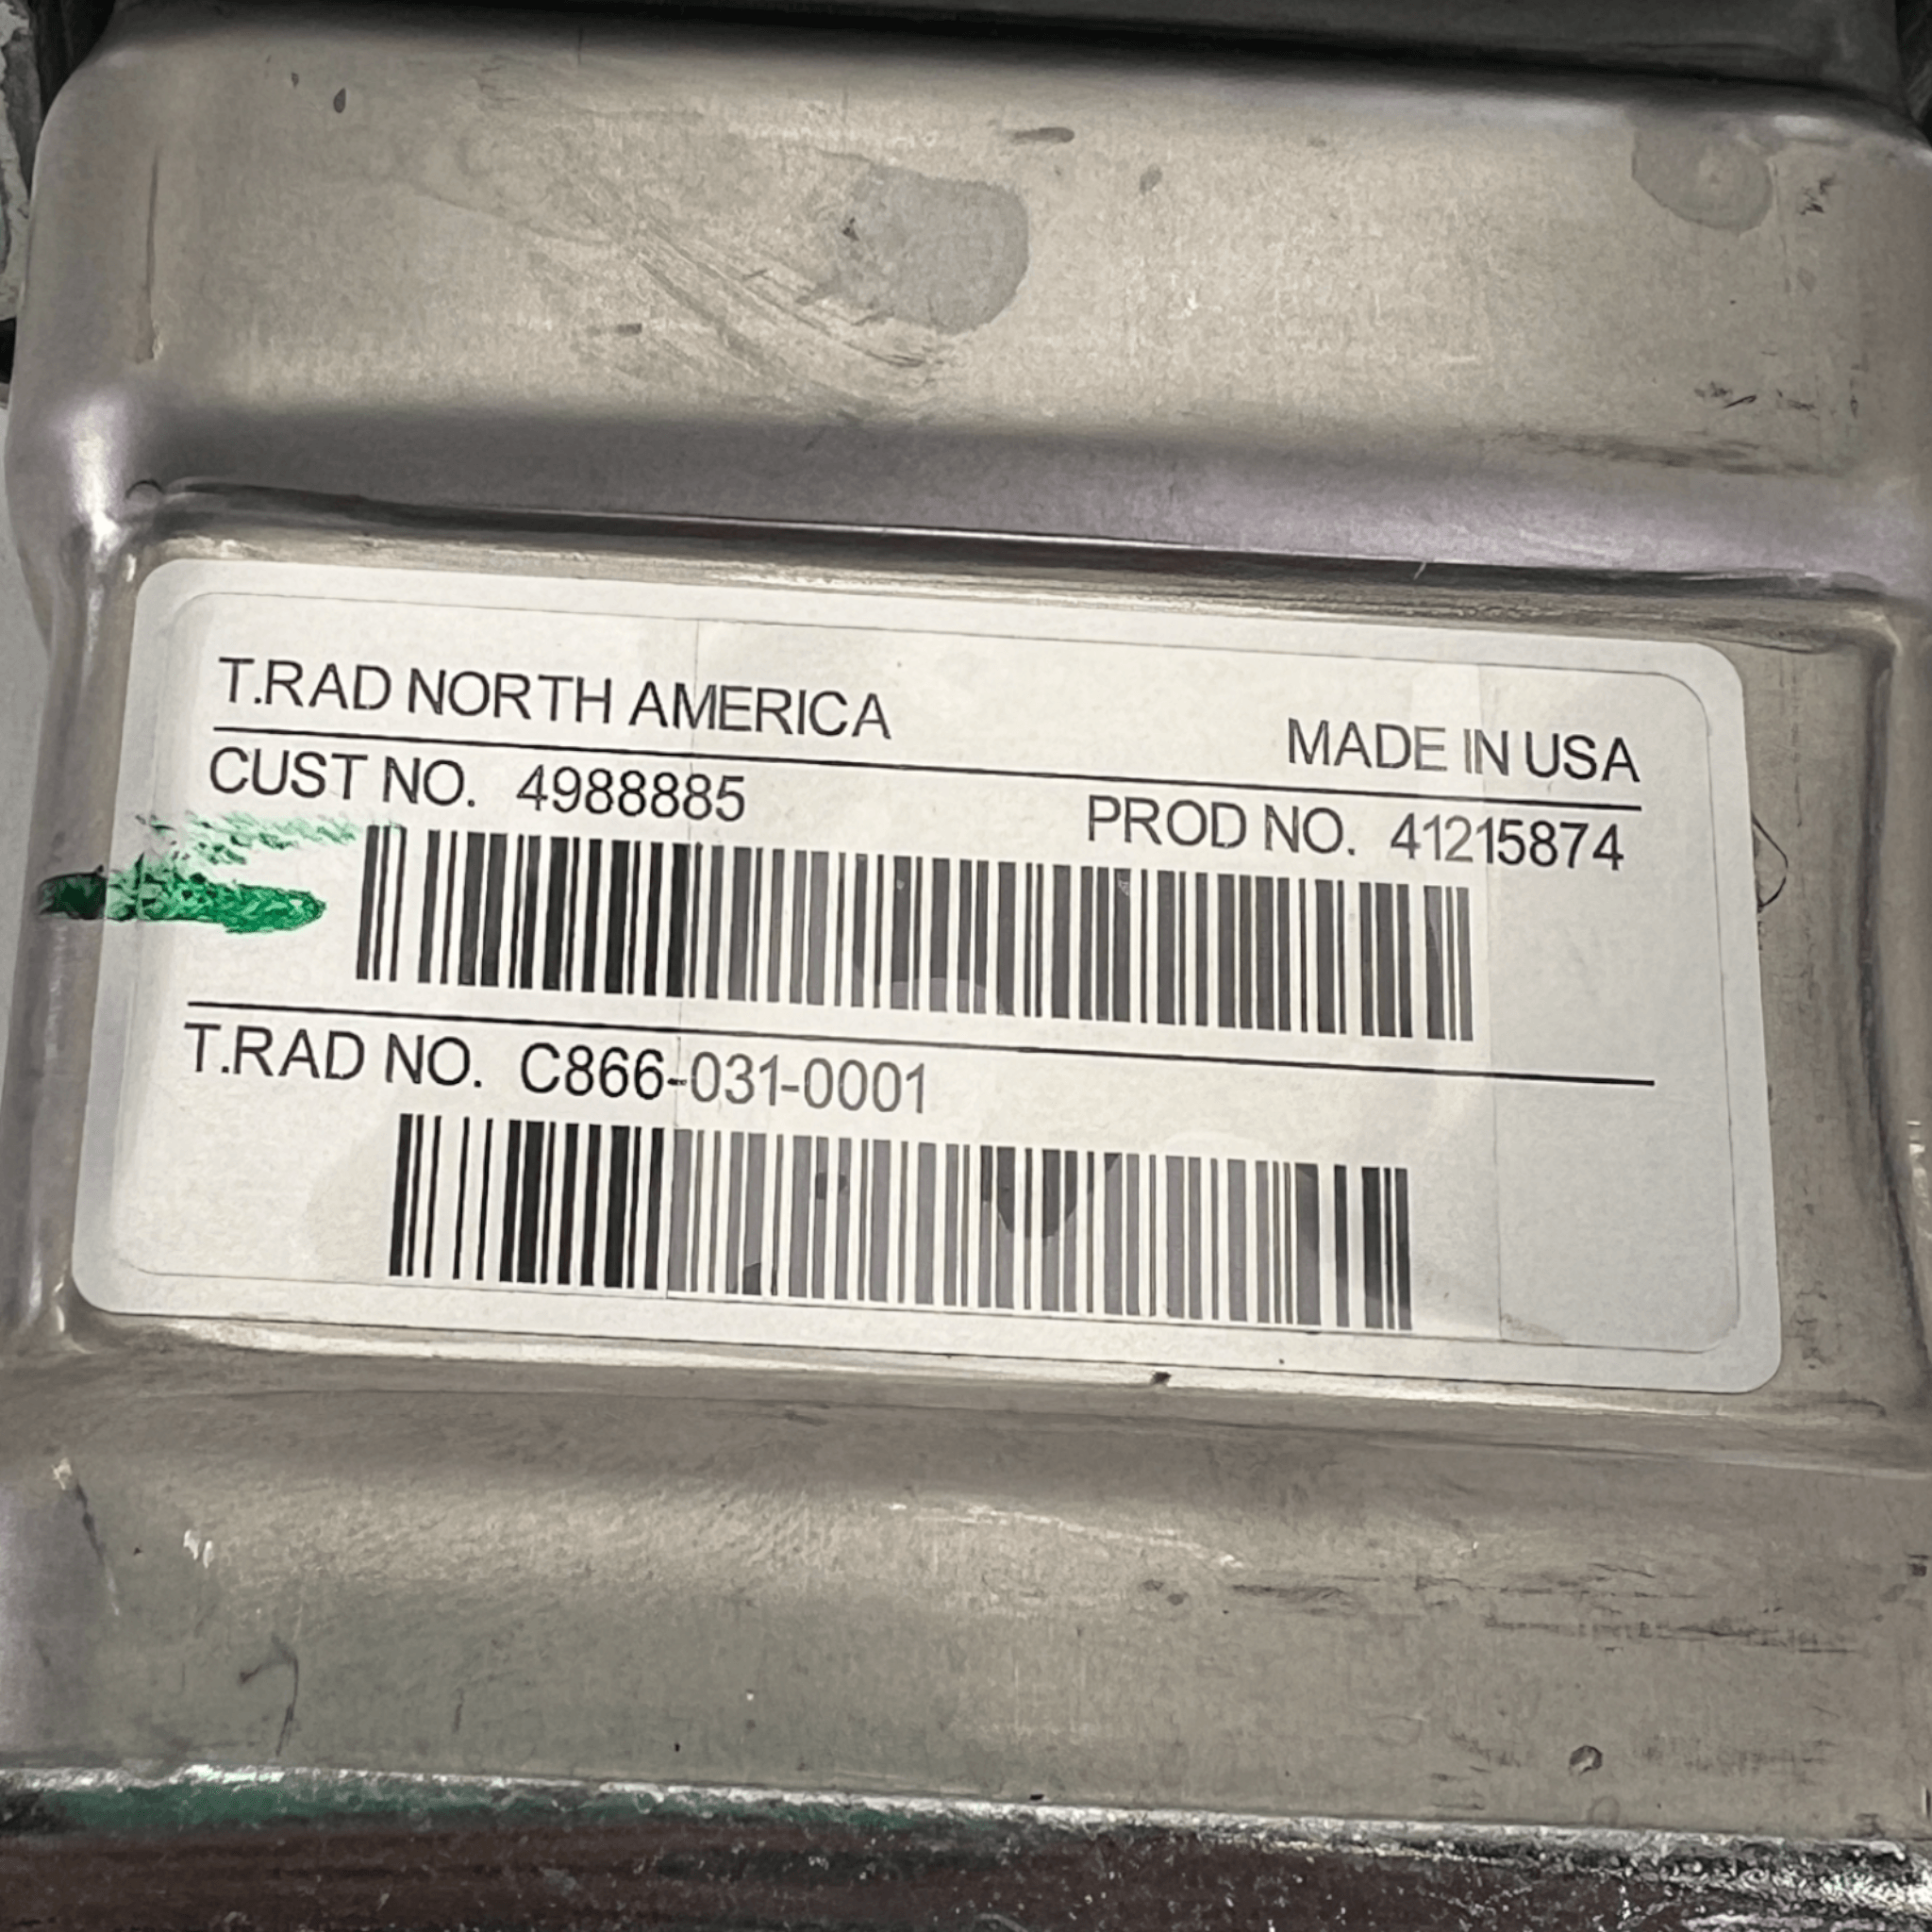 T.RAD NORTH AMERICA
MADE IN USA
CUST NO. 4988885
PROD NO. 41215874
T.RAD NO. C866-031-0001